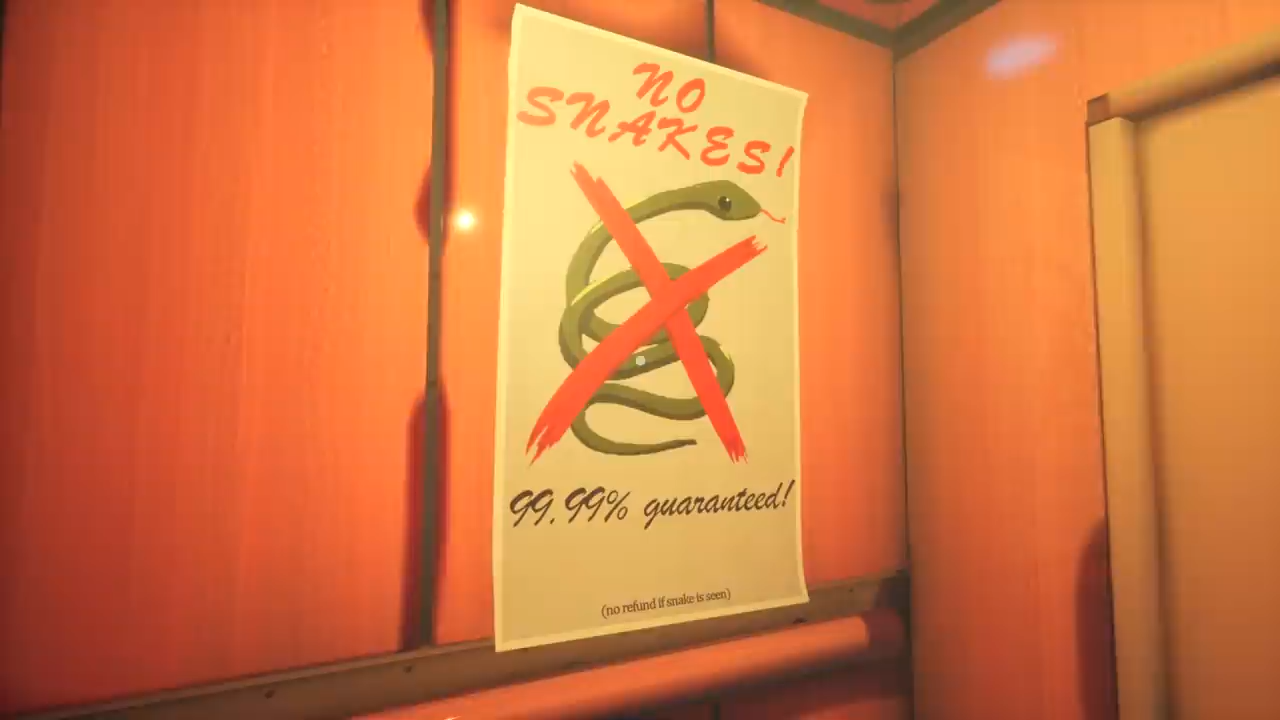 NO
SNAKES!
99.99% guaranteed!
(no refund if snake is seen)